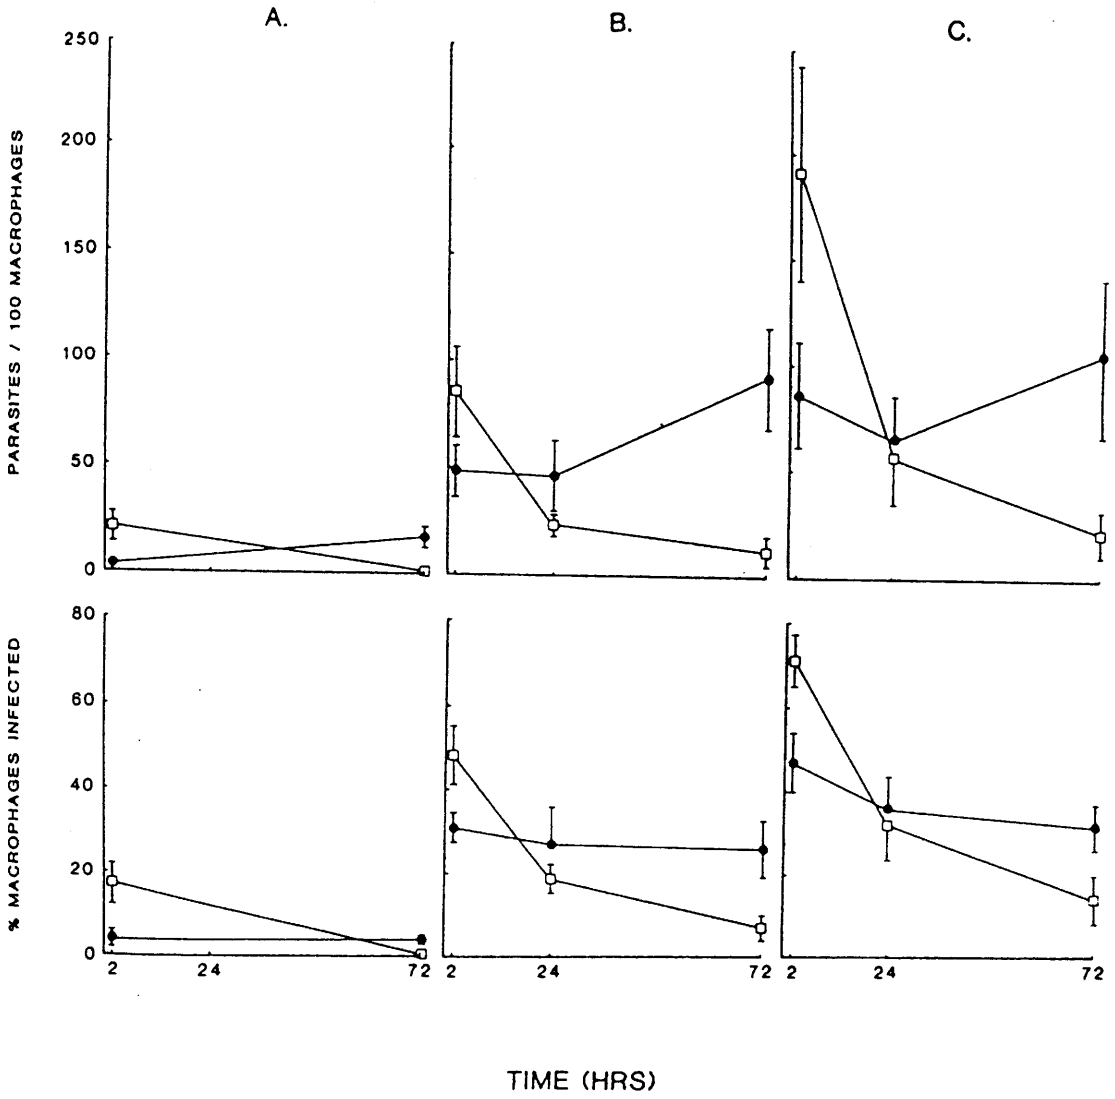 A. B. C.
PARASITES / 100 MACROPHAGES
250
200
150
100
50
0
% MACROPHAGES INFECTED
80
60
40
20
0
2 24 72 2 24 72 2 24 72
TIME (HRS)